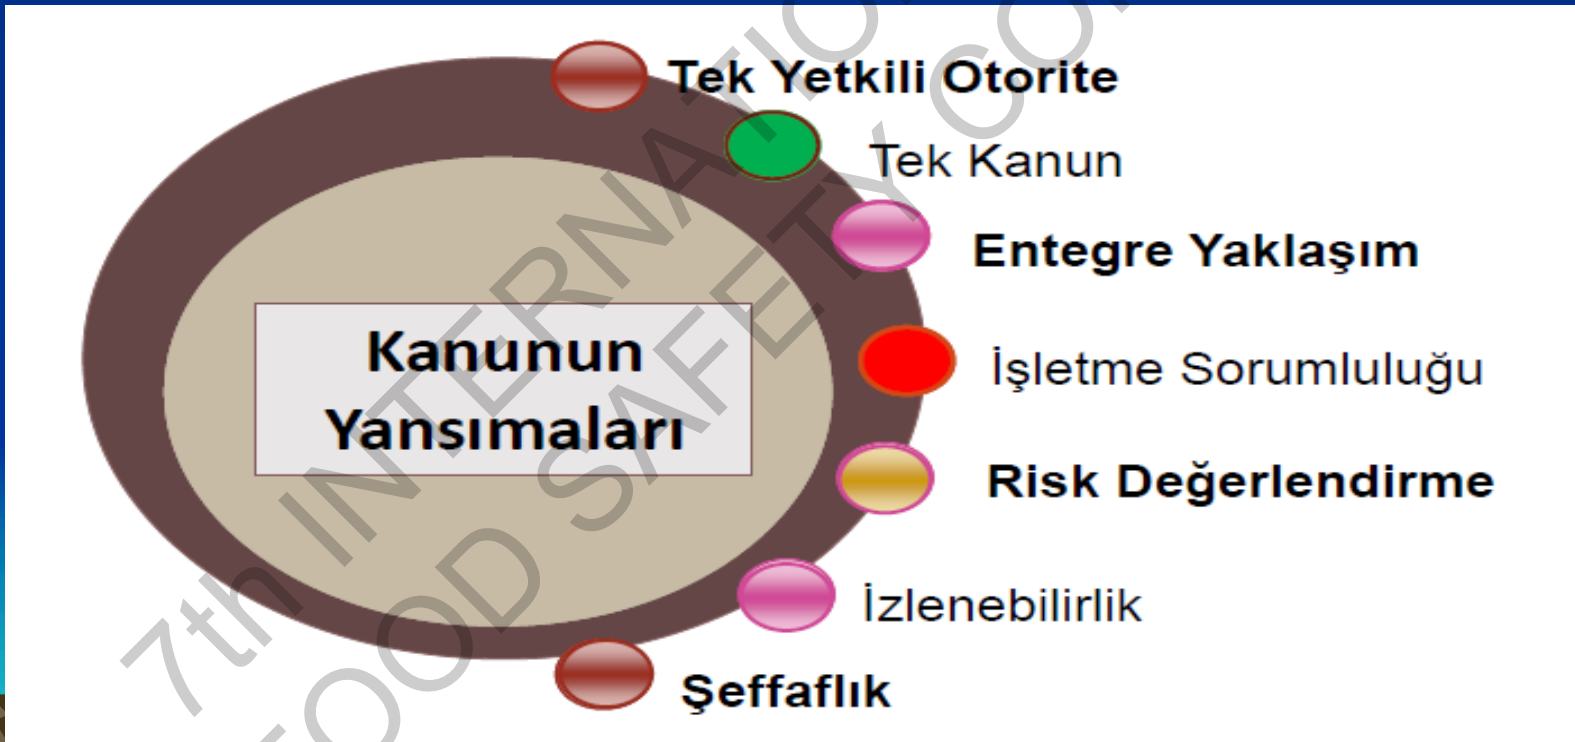 Tek Yetkili Otorite
Tek Kanun
Entegre Yaklaşım
Kanunun
Yansımaları
İşletme Sorumluluğu
Risk Değerlendirme
İzlenebilirlik
Şeffaflık
7th INTERNATIO
FOOD SAFETY CO